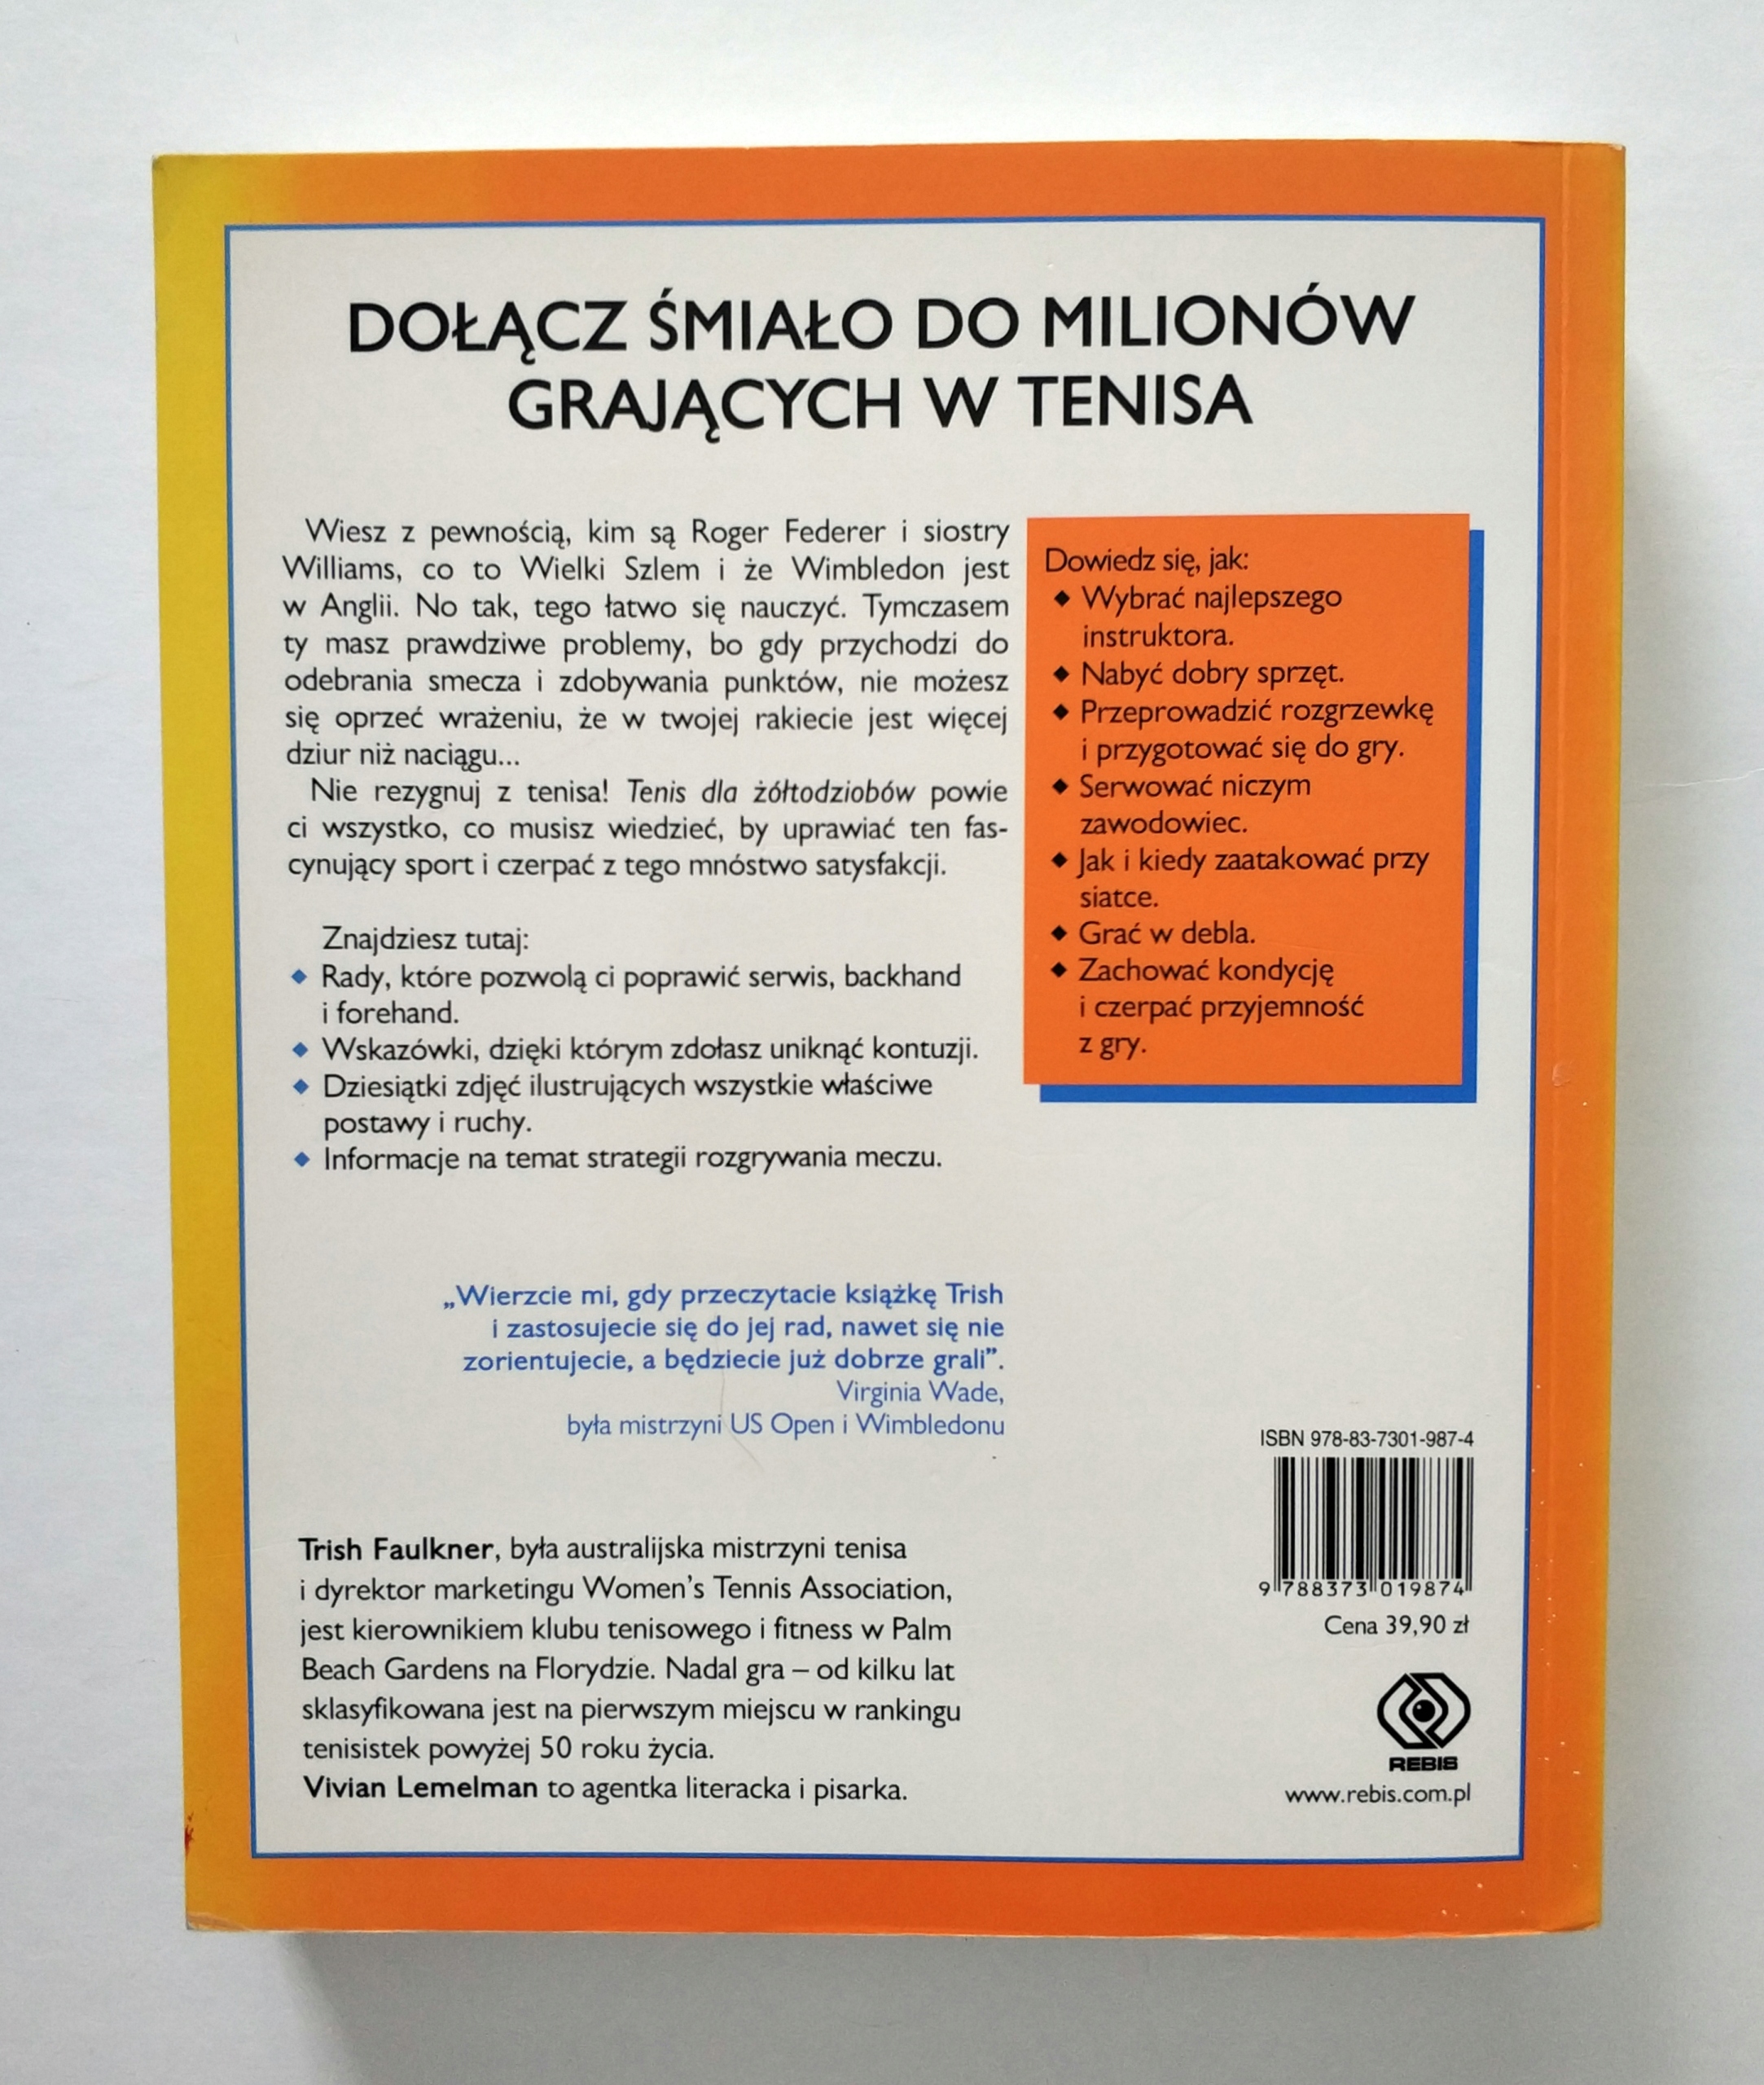 DOŁĄCZ ŚMIAŁO DO MILIONÓW
GRAJĄCYCH W TENISA
Wiesz z pewnością, kim są Roger Federer i siostry
Williams, co to Wielki Szlem i że Wimbledon jest
w Anglii. No tak, tego łatwo się nauczyć. Tymczasem
ty masz prawdziwe problemy, bo gdy przychodzi do
odebrania smecza i zdobywania punktów, nie możesz
się oprzeć wrażeniu, że w twojej rakiecie jest więcej
dziur niż naciągu...
Nie rezygnuj z tenisa! Tenis dla żółtodziobów powie
ci wszystko, co musisz wiedzieć, by uprawiać ten fas-
cynujący sport i czerpać z tego mnóstwo satysfakcji.
Znajdziesz tutaj:
◆ Rady, które pozwolą ci poprawić serwis, backhand
i forehand.
◆ Wskazówki, dzięki którym zdołasz uniknąć kontuzji.
◆ Dziesiątki zdjęć ilustrujących wszystkie właściwe
postawy i ruchy.
◆ Informacje na temat strategii rozgrywania meczu.
Dowiedz się, jak:
◆ Wybrać najlepszego
instruktora.
◆ Nabyć dobry sprzęt.
◆ Przeprowadzić rozgrzewkę
i przygotować się do gry.
◆ Serwować niczym
zawodowiec.
◆ Jak i kiedy zaatakować przy
siatce.
◆ Grać w debla.
◆ Zachować kondycję
i czerpać przyjemność
z gry.
„Wierzcie mi, gdy przeczytacie książkę Trish
i zastosujecie się do jej rad, nawet się nie
zorientujecie, a będziecie już dobrze grali”.
Virginia Wade,
była mistrzyni US Open i Wimbledonu
Trish Faulkner, była australijska mistrzyni tenisa
i dyrektor marketingu Women's Tennis Association,
jest kierownikiem klubu tenisowego i fitness w Palm
Beach Gardens na Florydzie. Nadal gra – od kilku lat
sklasyfikowana jest na pierwszym miejscu w rankingu
tenisistek powyżej 50 roku życia.
Vivian Lemelman to agentka literacka i pisarka.
ISBN 978-83-7301-987-4
9 788373 019874
Cena 39,90 zł
REBIS
www.rebis.com.pl